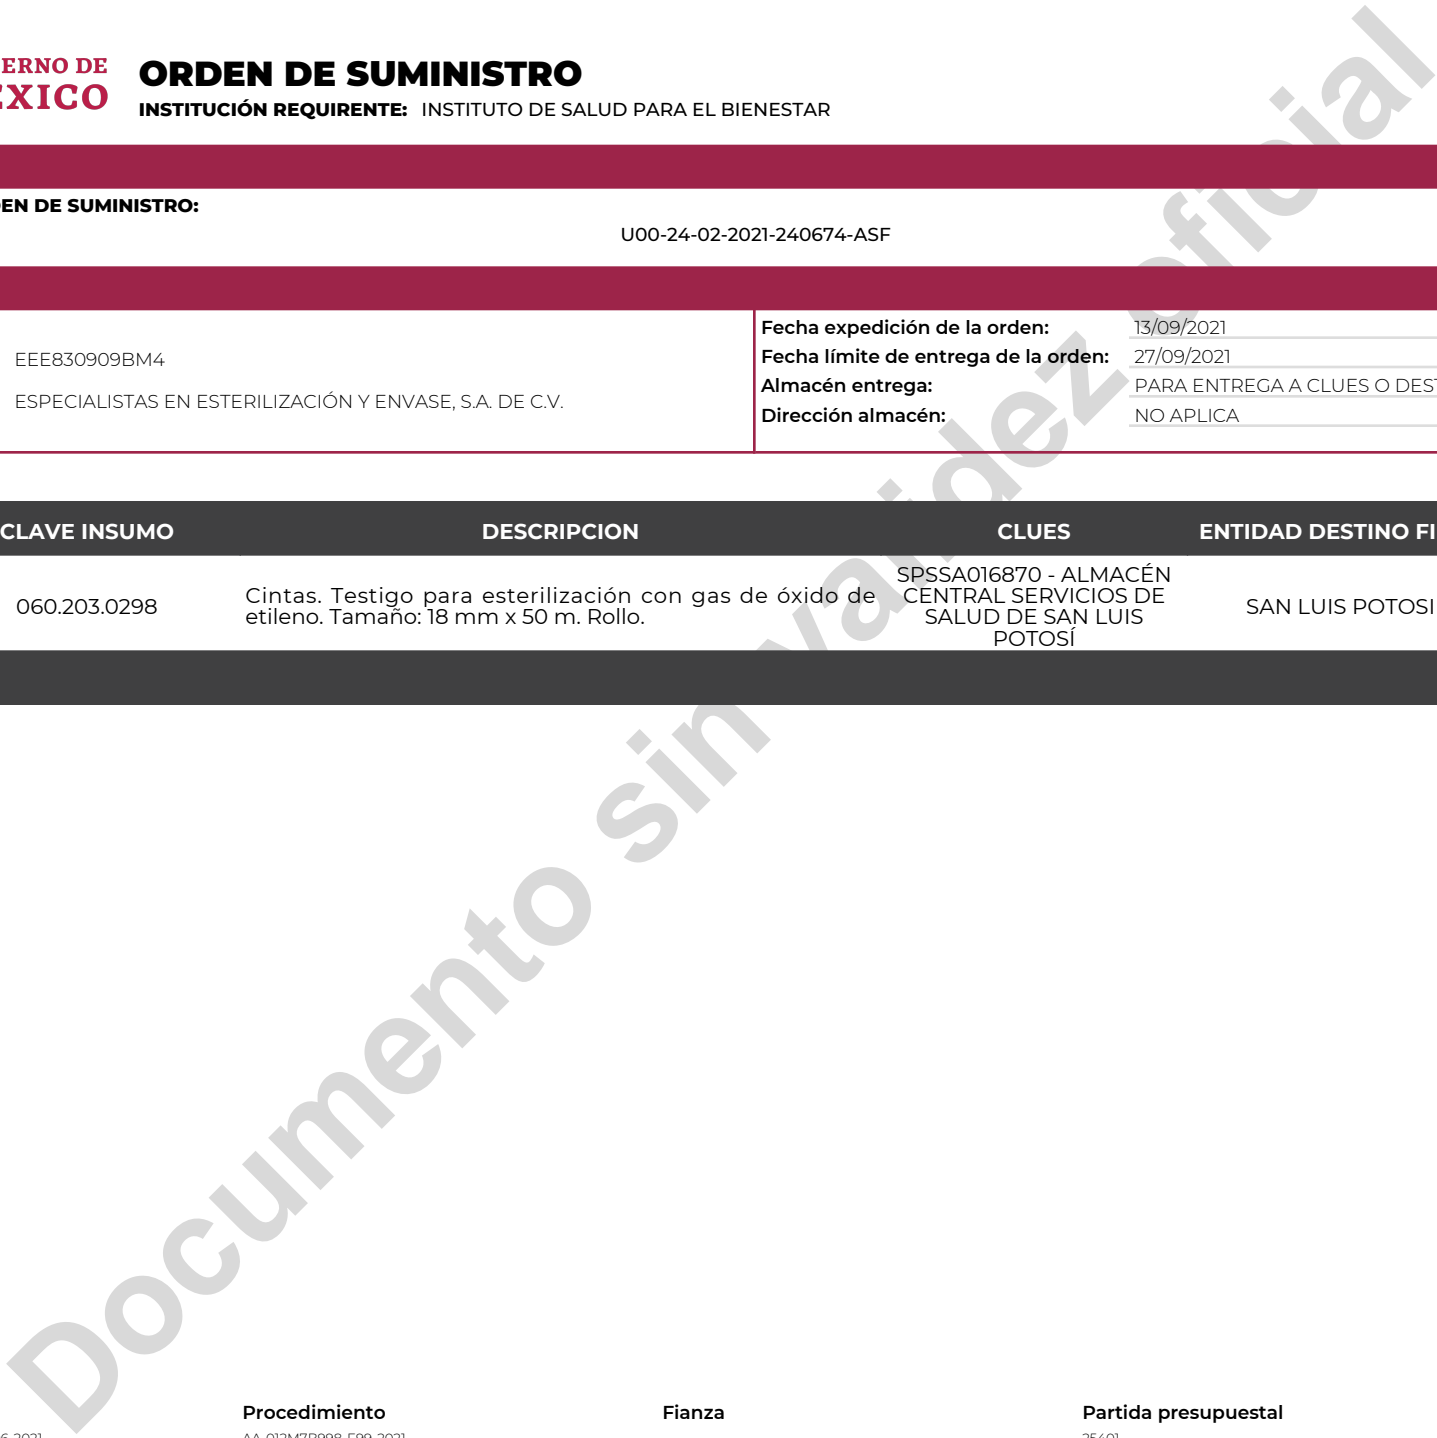 ERNO DE
EXICO
ORDEN DE SUMINISTRO
INSTITUCIÓN REQUIRENTE: INSTITUTO DE SALUD PARA EL BIENESTAR
EN DE SUMINISTRO:
U00-24-02-2021-240674-ASF
EEE830909BM4
ESPECIALISTAS EN ESTERILIZACIÓN Y ENVASE, S.A. DE C.V.
Fecha expedición de la orden: 13/09/2021
Fecha límite de entrega de la orden: 27/09/2021
Almacén entrega: PARA ENTREGA A CLUES O DEST
Dirección almacén: NO APLICA
CLAVE INSUMO DESCRIPCION CLUES ENTIDAD DESTINO FI
060.203.0298
Cintas. Testigo para esterilización con gas de óxido de
etileno. Tamaño: 18 mm x 50 m. Rollo.
SPSSA016870 - ALMACÉN
CENTRAL SERVICIOS DE
SALUD DE SAN LUIS
POTOSÍ
SAN LUIS POTOSI
Documento sin validez oficial
Procedimiento Fianza Partida presupuestal